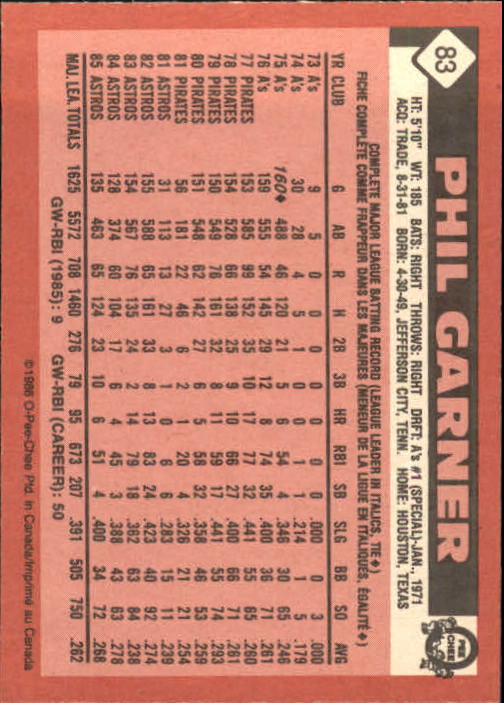 83
PHIL GARNER
O
PEE
CHEE
HT: 5'10" WT: 185 BATS: RIGHT THROWS: RIGHT DRFT: A's #1 (SPECIAL)-JAN., 1971
ACQ: TRADE, 8-31-81 BORN: 4-30-49, JEFFERSON CITY, TENN. HOME: HOUSTON, TEXAS
COMPLETE MAJOR LEAGUE BATTING RECORD (LEAGUE LEADER IN ITALICS, TIE♦)
FICHE COMPLÈTE COMME FRAPPEUR DANS LES MAJEURES (MENEUR DE LA LIGUE EN ITALIQUES, ÉGALITÉ♦)
YR CLUB G AB R H 2B 3B HR RBI SB SLG BB SO AVG
73 A's 9 5 0 0 0 0 0 0 0 .000 0 3 .000
74 A's 30 28 4 5 1 0 0 1 1 .214 1 5 .179
75 A's 160♦ 488 46 120 21 5 6 54 4 .346 30 65 .246
76 A's 159 555 54 145 29 12 8 74 35 .400 36 71 .261
77 PIRATES 153 585 99 152 35 10 17 77 32 .441 55 65 .260
78 PIRATES 154 528 66 138 25 9 10 66 27 .400 66 71 .261
79 PIRATES 150 549 76 161 32 8 11 59 17 .441 55 74 .293
80 PIRATES 151 548 62 142 27 6 5 58 32 .358 46 53 .259
81 PIRATES 56 181 22 46 6 2 1 20 4 .326 21 21 .254
81 ASTROS 31 113 13 27 3 1 0 6 6 .283 15 11 .239
82 ASTROS 155 588 65 161 33 8 13 83 24 .423 40 92 .274
83 ASTROS 154 567 76 135 24 2 14 79 18 .362 63 84 .238
84 ASTROS 128 374 60 104 17 6 4 45 3 .388 43 63 .278
85 ASTROS 135 463 65 124 23 10 6 51 4 .400 34 72 .268
MAJ. LEA. TOTALS 1625 5572 708 1460 276 79 95 673 207 .391 505 750 .262
GW-RBI (1985): 9 GW-RBI (CAREER): 50
©1986 O-Pee-Chee Ptd. in Canada/Imprimé au Canada